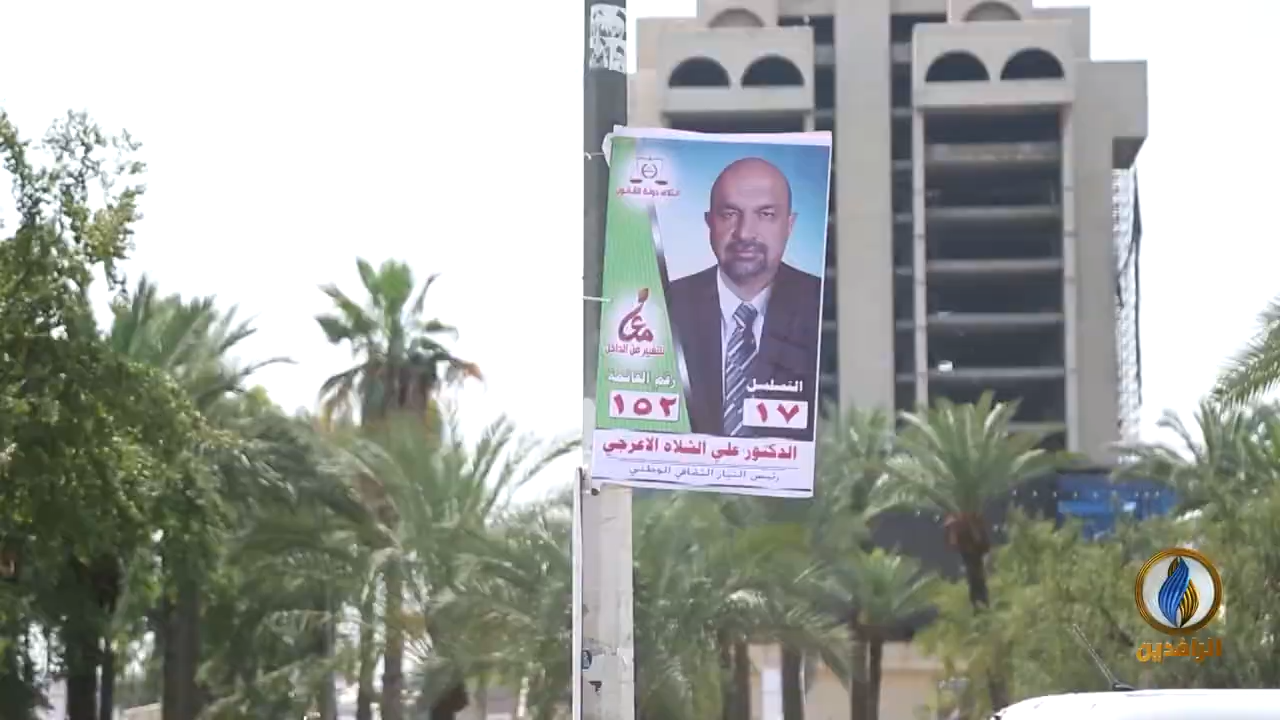 ائتلاف دولة القانون
معاً
للتغيير من الداخل
رقم القائمة
١٥٢
التسلسل
١٧
الدكتور علي الشلاه الاعرجي
رئيس التيار الثقافي الوطني
الرافدين